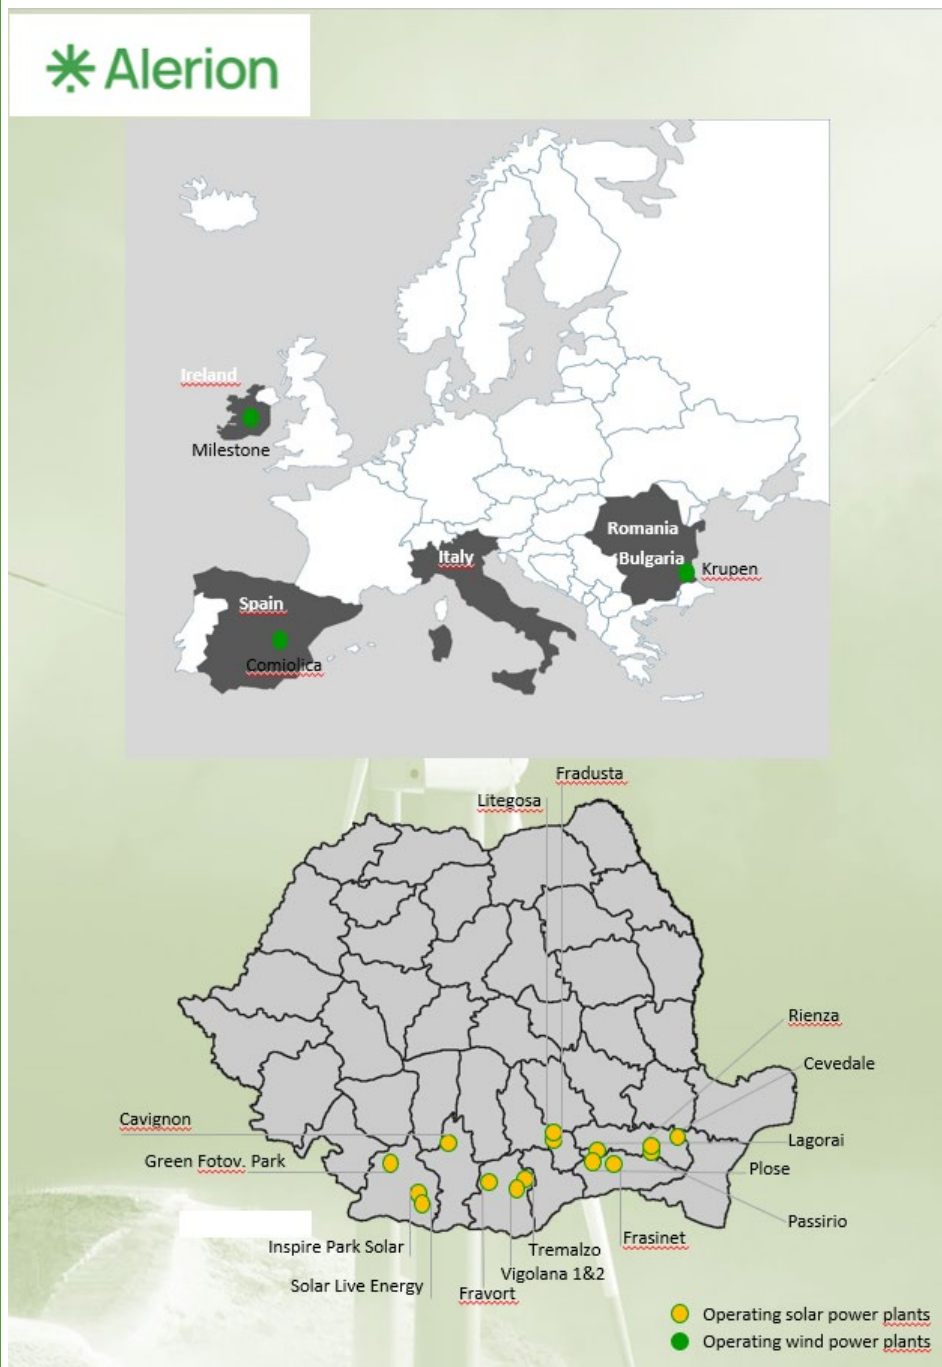 Alerion
Ireland
Milestone
Romania
Italy
Bulgaria
Krupen
Spain
Comiolica
Fradusta
Litegosa
Rienza
Cevedale
Cavignon
Lagorai
Green Fotov. Park
Plose
Passirio
Frasinet
Inspire Park Solar
Tremalzo
Vigolana 1&2
Solar Live Energy
Fravort
Operating solar power plants
Operating wind power plants